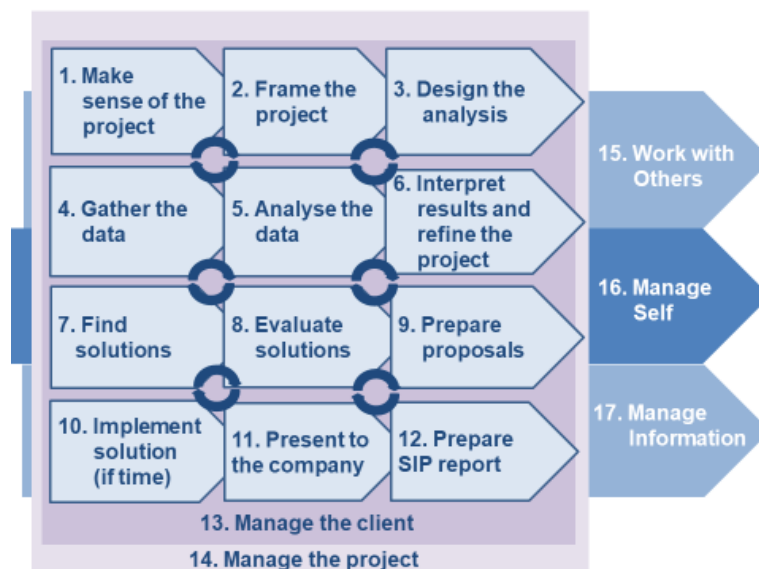 1. Make
sense of the
project
2. Frame the
project
3. Design the
analysis
4. Gather the
data
5. Analyse the
data
6. Interpret
results and
refine the
project
7. Find
solutions
8. Evaluate
solutions
9. Prepare
proposals
10. Implement
solution
(if time)
11. Present to
the company
12. Prepare
SIP report
13. Manage the client
14. Manage the project
15. Work with
Others
16. Manage
Self
17. Manage
Information